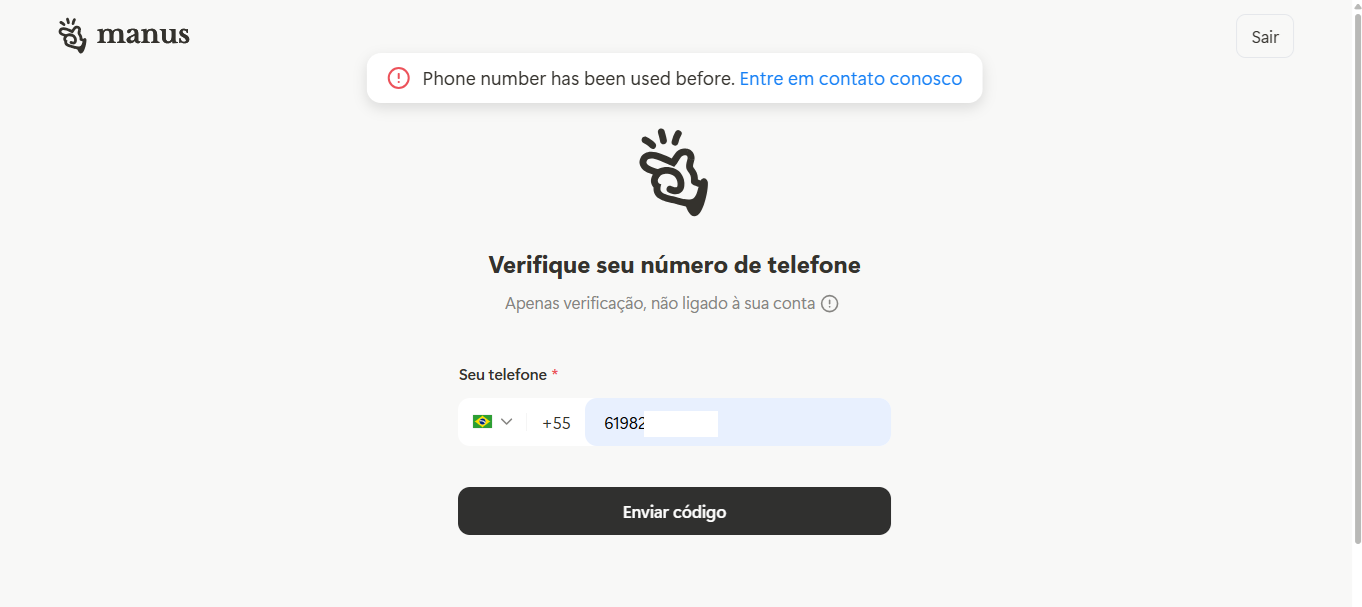 manus
Sair
Phone number has been used before. Entre em contato conosco
Verifique seu número de telefone
Apenas verificação, não ligado à sua conta
Seu telefone *
+55 61982
Enviar código